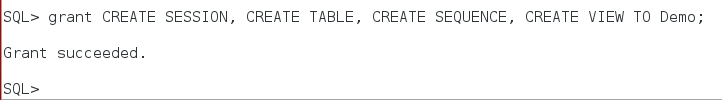 SQL> grant CREATE SESSION, CREATE TABLE, CREATE SEQUENCE, CREATE VIEW TO Demo;
Grant succeeded.
SQL>